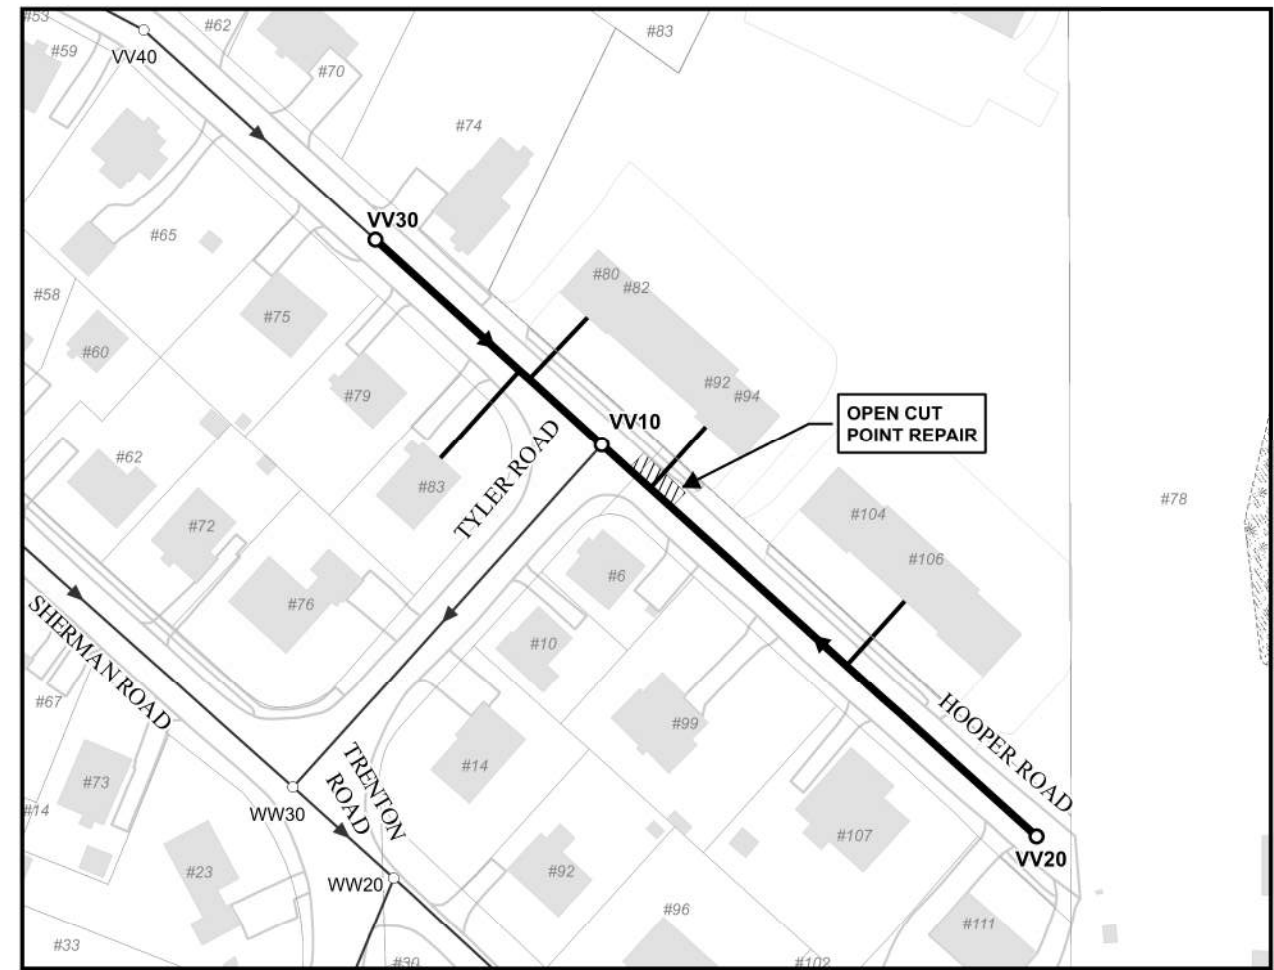 #53
#62
#83
VV40
#59
#70
#74
VV30
#65
#80
#82
#58
#75
#60
#79
#92
#94
OPEN CUT
POINT REPAIR
VV10
#62
#83
TYLER ROAD
#78
#104
#72
#106
#6
#76
SHERMAN ROAD
#10
#67
#99
HOOPER ROAD
#14
TRENTON
ROAD
#73
WW30
#14
#107
VV20
#23
WW20
#92
#96
#111
#33
#30
#102